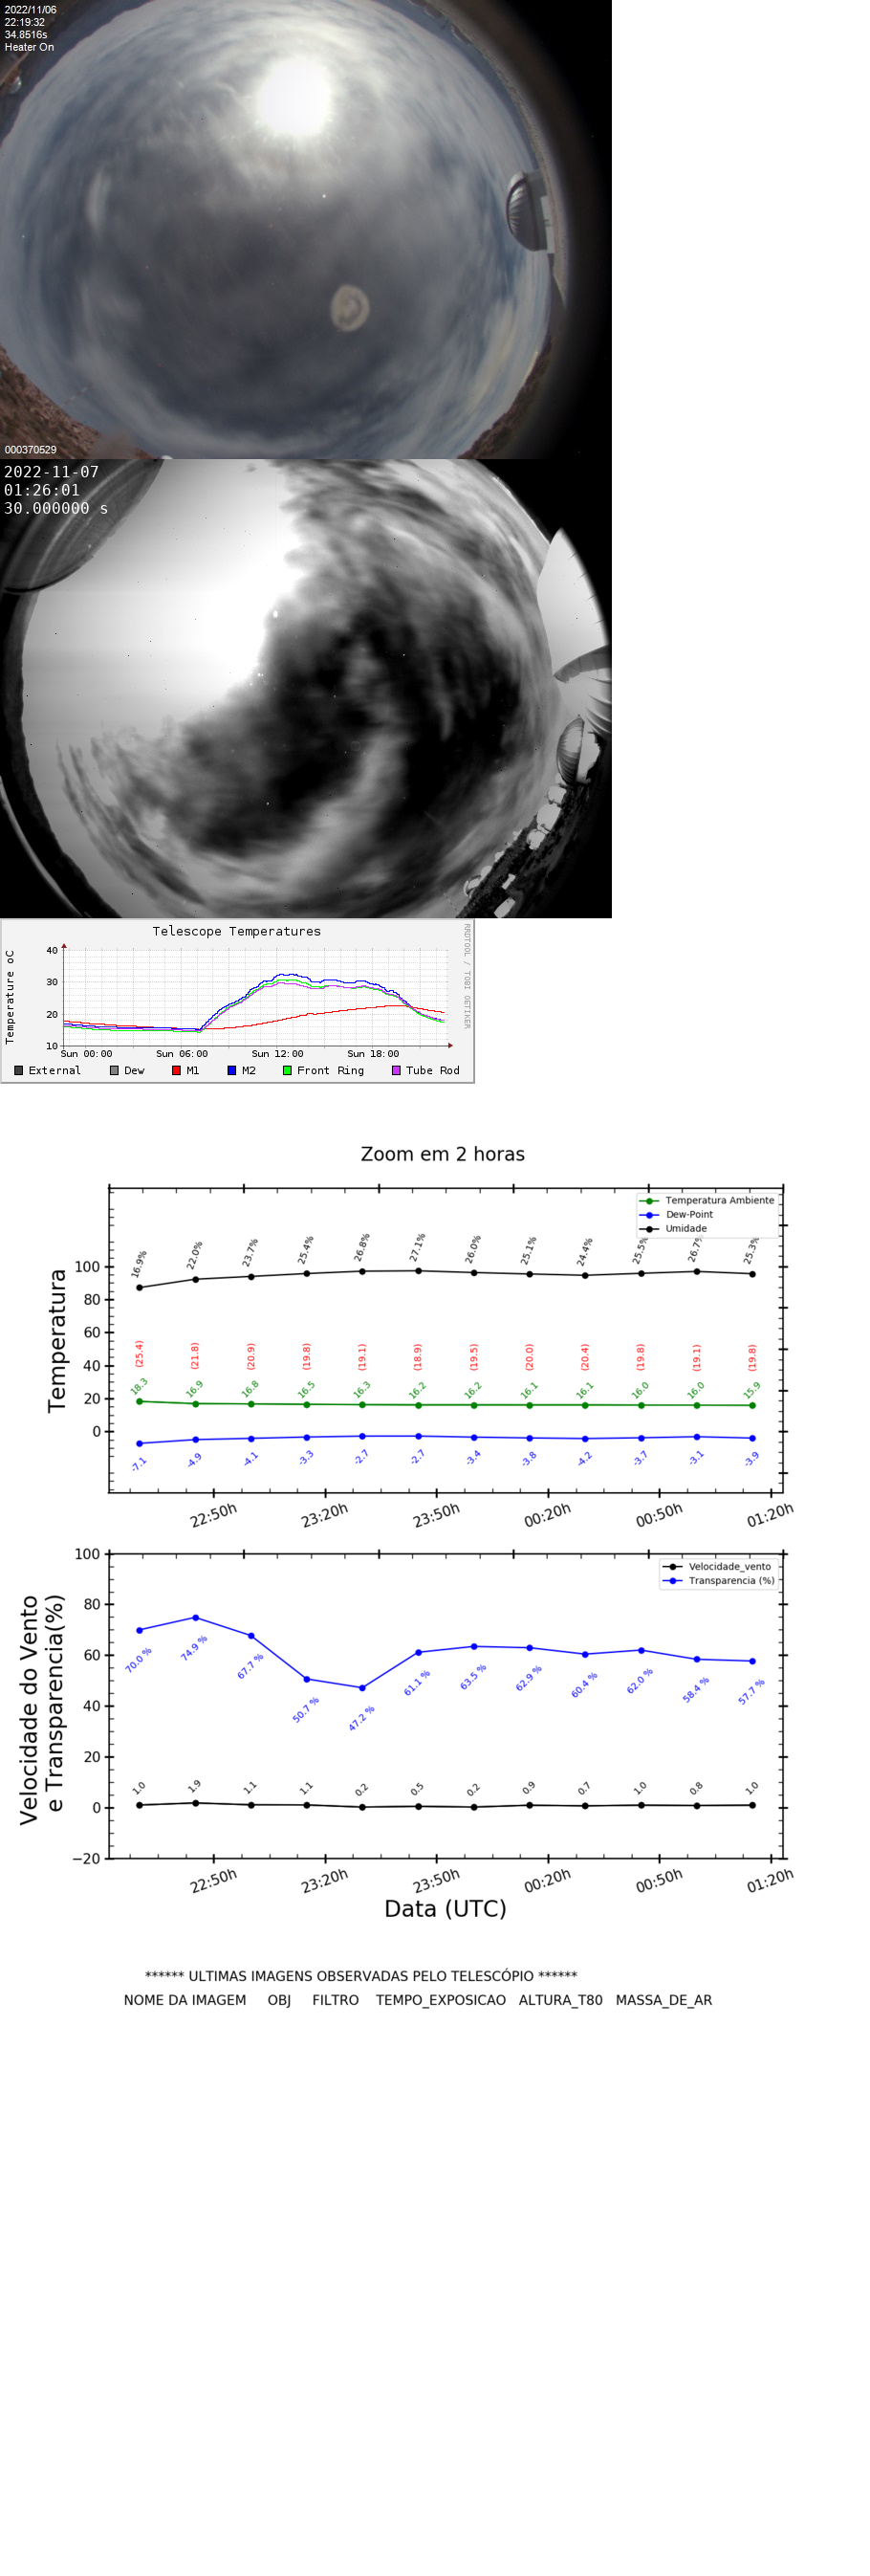 2022/11/06
22:19:32
34.8516s
Heater On
000370529
2022-11-07
01:26:01
30.000000 s
Telescope Temperatures
RRDTOOL / TOBI OETIKER
Temperature oC
40
30
20
10
Sun 00:00 Sun 06:00 Sun 12:00 Sun 18:00
External Dew M1 M2 Front Ring Tube Rod
Zoom em 2 horas
Temperatura Ambiente
Dew-Point
Umidade
Temperatura
100
80
60
40
20
0
16.9% 22.0% 23.7% 25.4% 26.8% 27.1% 26.0% 25.1% 24.4% 25.5% 26.7% 25.3%
(25.4) (21.8) (20.9) (19.8) (19.1) (18.9) (19.5) (20.0) (20.4) (19.8) (19.1) (19.8)
18.3 16.9 16.8 16.5 16.3 16.2 16.2 16.1 16.1 16.0 16.0 15.9
-7.1 -4.9 -4.1 -3.3 -2.7 -2.7 -3.4 -3.8 -4.2 -3.7 -3.1 -3.9
22:50h 23:20h 23:50h 00:20h 00:50h 01:20h
Velocidade_vento
Transparencia (%)
Velocidade do Vento
e Transparencia(%)
100
80
60
40
20
0
−20
70.0 % 74.9 % 67.7 % 50.7 % 47.2 % 61.1 % 63.5 % 62.9 % 60.4 % 62.0 % 58.4 % 57.7 %
1.0 1.9 1.1 1.1 0.2 0.5 0.2 0.9 0.7 1.0 0.8 1.0
22:50h 23:20h 23:50h 00:20h 00:50h 01:20h
Data (UTC)
****** ULTIMAS IMAGENS OBSERVADAS PELO TELESCÓPIO ******
NOME DA IMAGEM OBJ FILTRO TEMPO_EXPOSICAO ALTURA_T80 MASSA_DE_AR